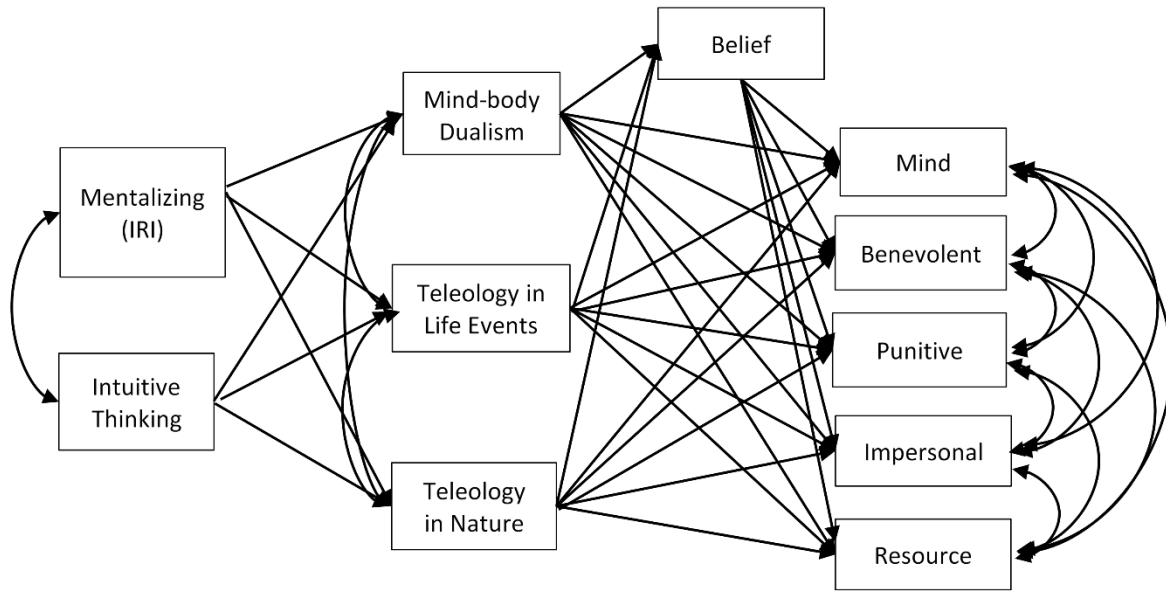 Belief
Mind-body
Dualism
Mind
Mentalizing
(IRI)
Benevolent
Teleology in
Life Events
Punitive
Intuitive
Thinking
Impersonal
Teleology
in Nature
Resource